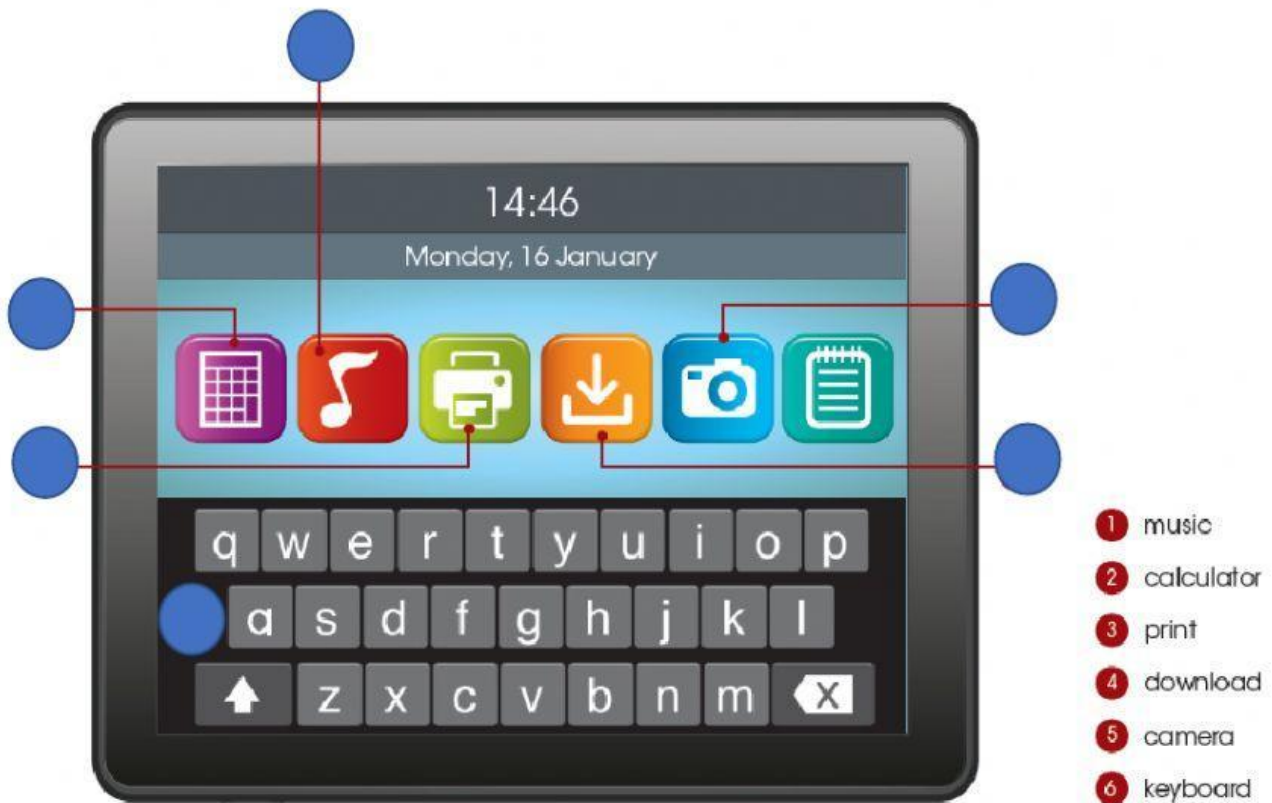 14:46
Monday, 16 January
q w e r t y u i o p
a s d f g h j k l
z x c v b n m X
1 music
2 calculator
3 print
4 download
5 camera
6 keyboard